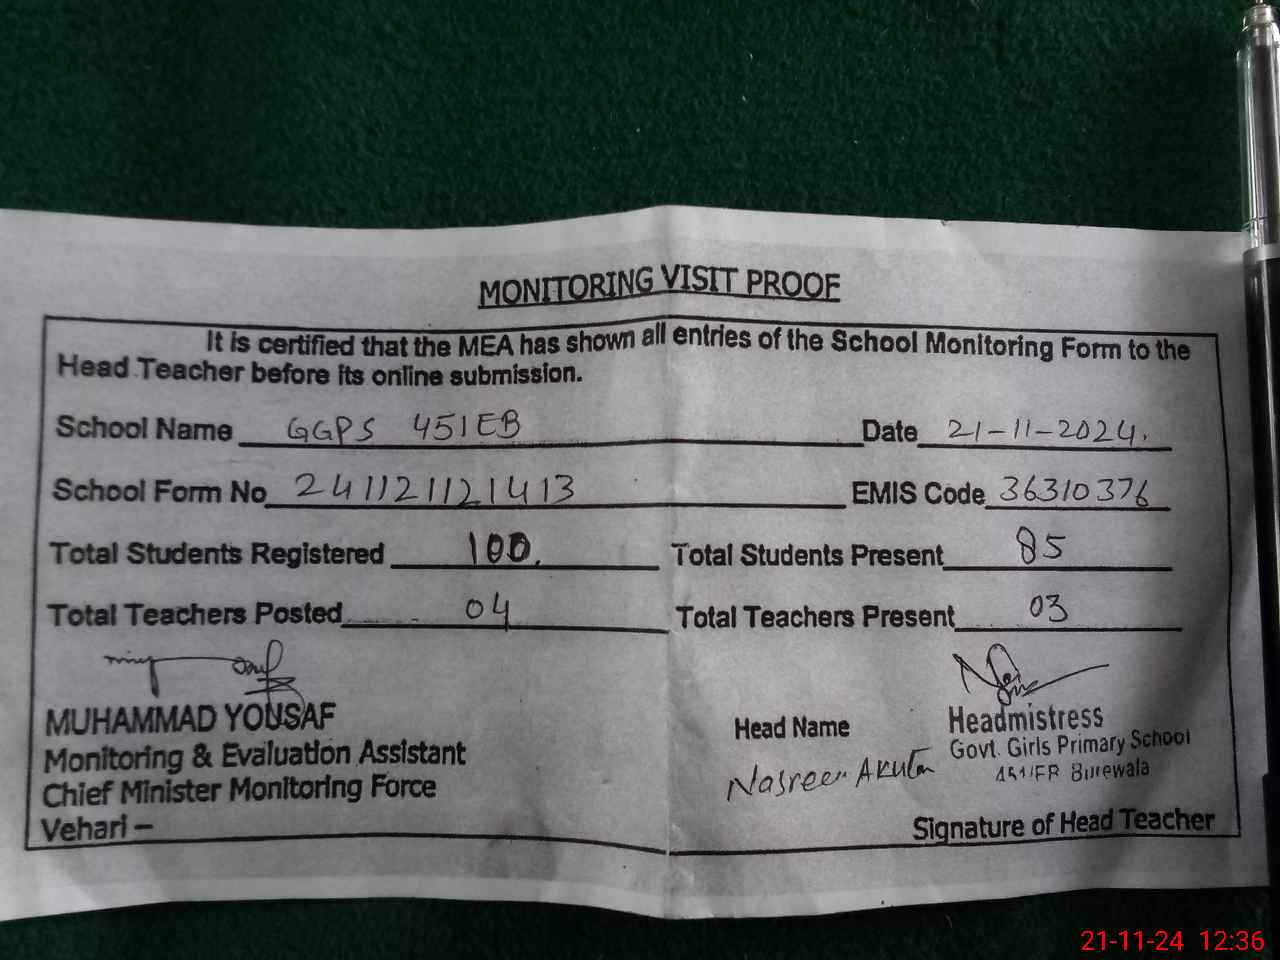 MONITORING VISIT PROOF
It is certified that the MEA has shown all entries of the School Monitoring Form to the
Head Teacher before its online submission.
School Name GGPS 451EB Date 21-11-2024.
School Form No 241121121413 EMIS Code 36310376
Total Students Registered 100. Total Students Present 85
Total Teachers Posted 04 Total Teachers Present 03
MUHAMMAD YOUSAF
Monitoring & Evaluation Assistant
Chief Minister Monitoring Force
Vehari –
Head Name
Nasreen
Headmistress
Govt. Girls Primary School
451/EB Burewala
Signature of Head Teacher
21-11-24 12:36